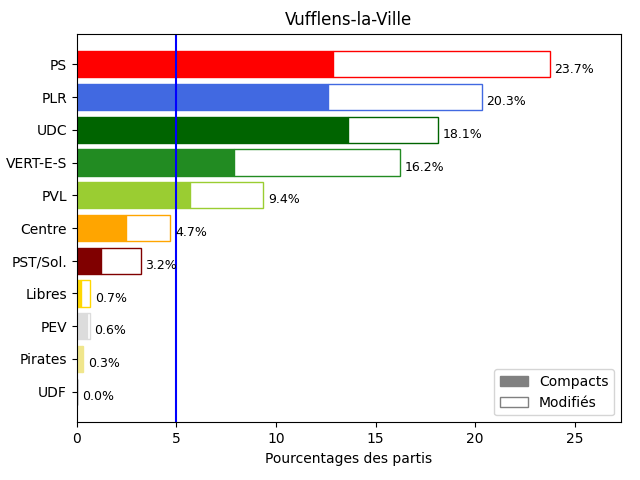 Vufflens-la-Ville
PS 23.7%
PLR 20.3%
UDC 18.1%
VERT-E-S 16.2%
PVL 9.4%
Centre 4.7%
PST/Sol. 3.2%
Libres 0.7%
PEV 0.6%
Pirates 0.3%
UDF 0.0%
Compacts
Modifiés
0 5 10 15 20 25
Pourcentages des partis